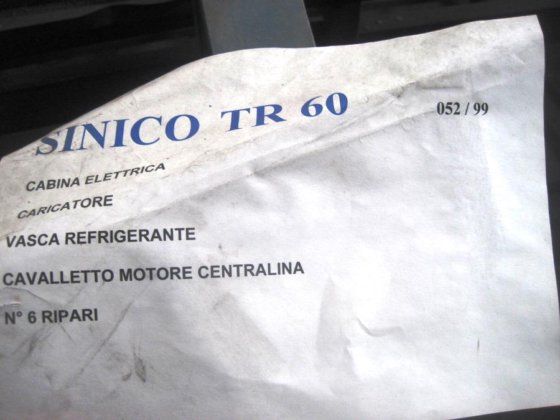 SINICO TR 60 052 / 99
CABINA ELETTRICA
CARICATORE
VASCA REFRIGERANTE
CAVALLETTO MOTORE CENTRALINA
N° 6 RIPARI